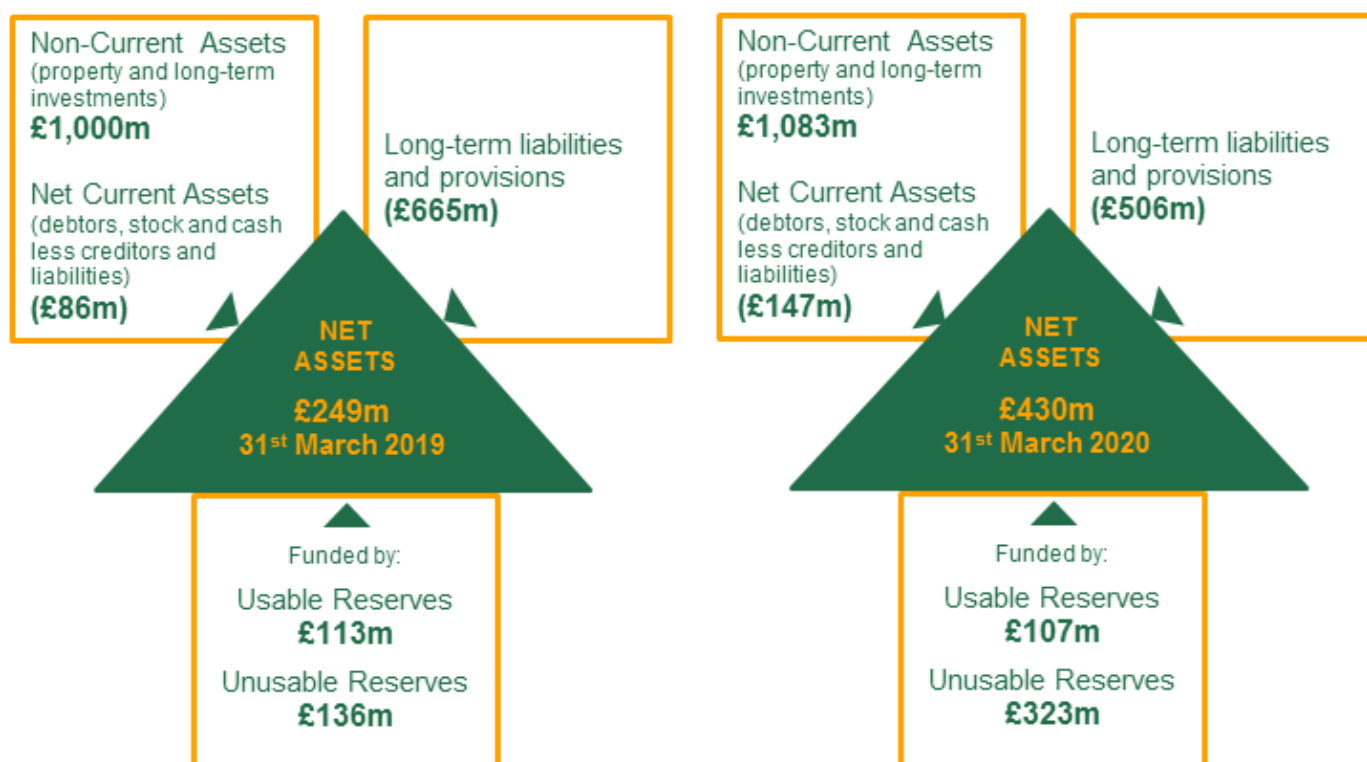 Non-Current Assets
(property and long-term
investments)
£1,000m
Net Current Assets
(debtors, stock and cash
less creditors and
liabilities)
(£86m)
Long-term liabilities
and provisions
(£665m)
NET
ASSETS
£249m
31st March 2019
Funded by:
Usable Reserves
£113m
Unusable Reserves
£136m
Non-Current Assets
(property and long-term
investments)
£1,083m
Net Current Assets
(debtors, stock and cash
less creditors and
liabilities)
(£147m)
Long-term liabilities
and provisions
(£506m)
NET
ASSETS
£430m
31st March 2020
Funded by:
Usable Reserves
£107m
Unusable Reserves
£323m